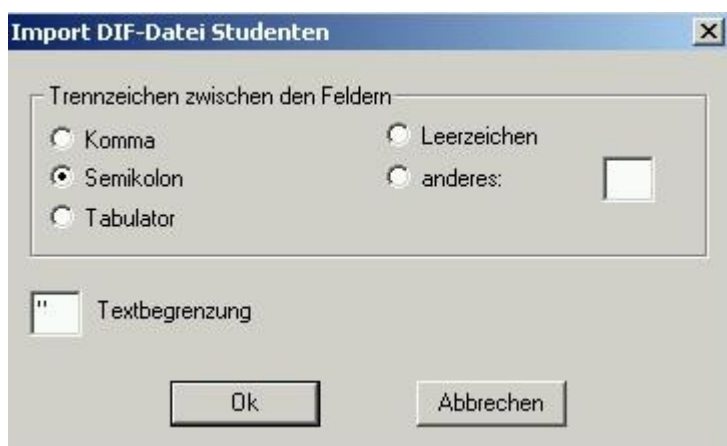 Import DIF-Datei Studenten
Trennzeichen zwischen den Feldern
Komma
Leerzeichen
Semikolon
anderes:
Tabulator
" Textbegrenzung
Ok
Abbrechen